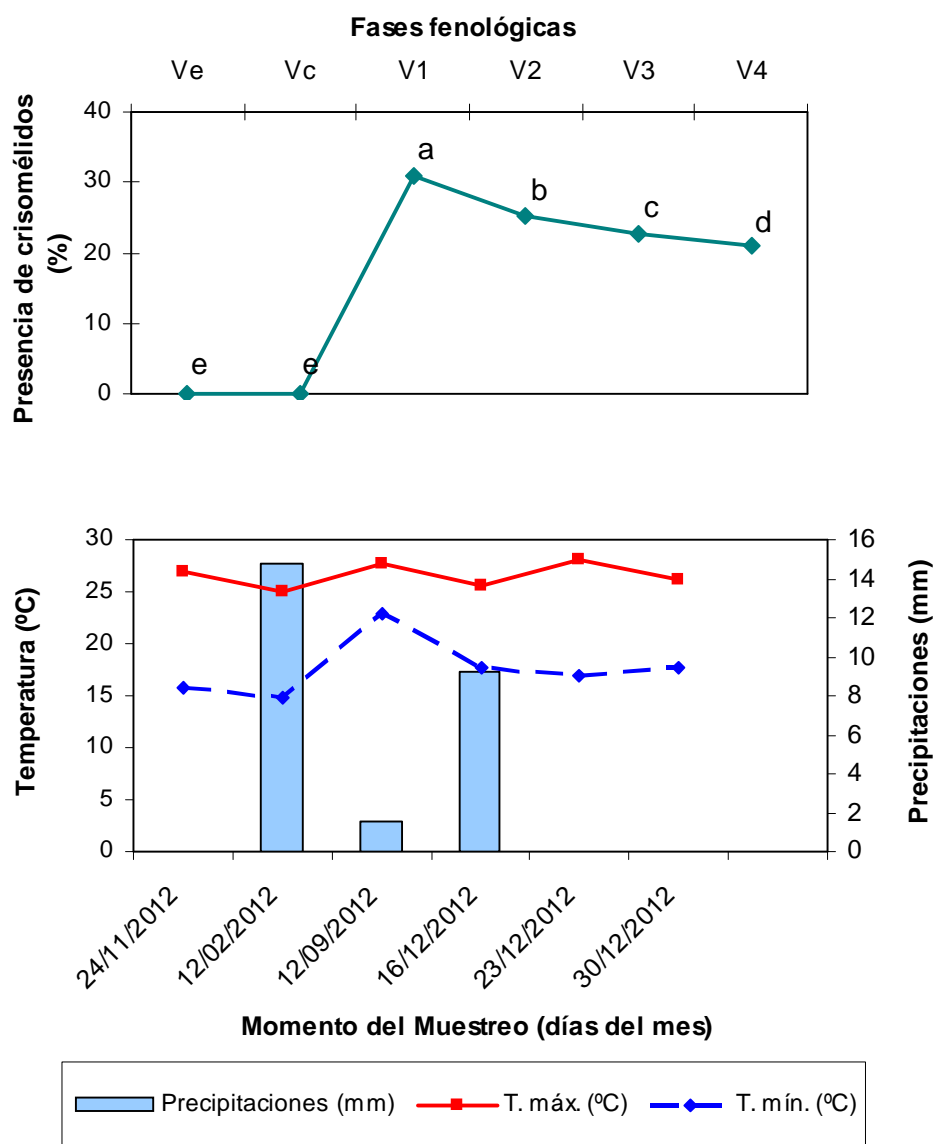 Fases fenológicas
Ve Vc V1 V2 V3 V4
Presencia de crisomélidos
(%)
40
30
20
10
0
e e a b c d
Temperatura (ºC)
30
25
20
15
10
5
0
Precipitaciones (mm)
16
14
12
10
8
6
4
2
0
24/11/2012 12/02/2012 12/09/2012 16/12/2012 23/12/2012 30/12/2012
Momento del Muestreo (días del mes)
Precipitaciones (mm) T. máx. (ºC) T. mín. (ºC)